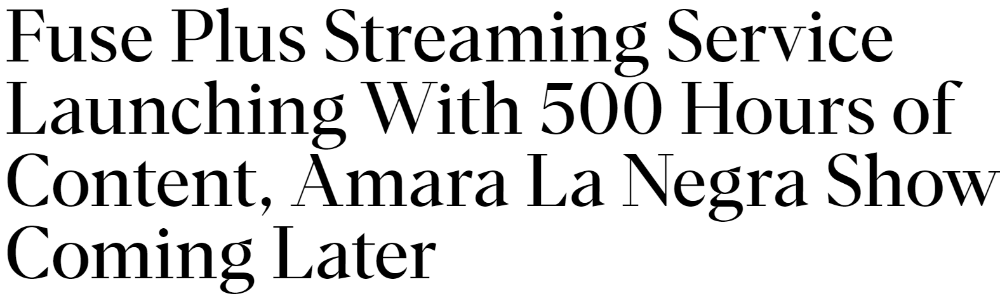 Fuse Plus Streaming Service
Launching With 500 Hours of
Content, Amara La Negra Show
Coming Later